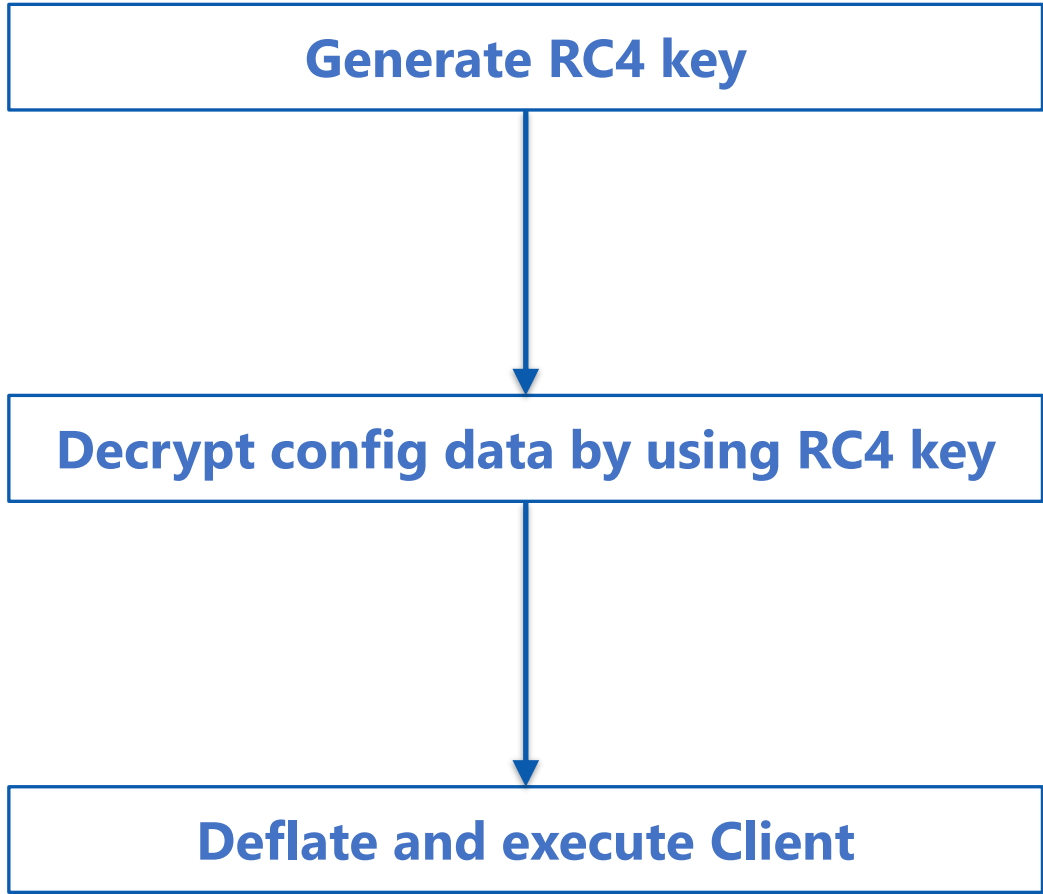 Generate RC4 key
Decrypt config data by using RC4 key
Deflate and execute Client